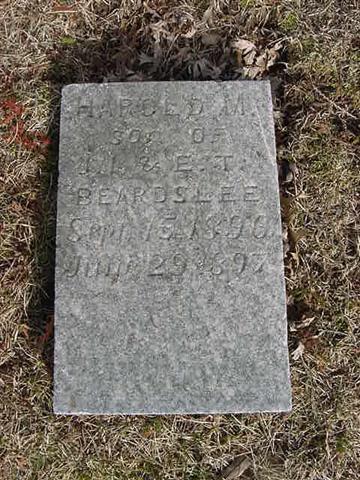 HAROLD M.
SON OF
J. I. & E. T.
BEARDSLEE
Sept. 15, 1896
June 29, 1897